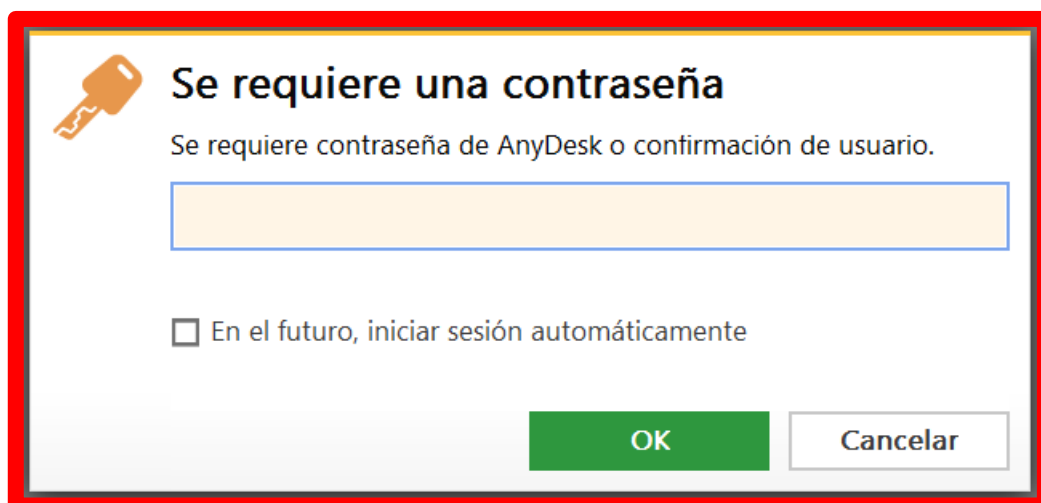 Se requiere una contraseña
Se requiere contraseña de AnyDesk o confirmación de usuario.
En el futuro, iniciar sesión automáticamente
OK
Cancelar